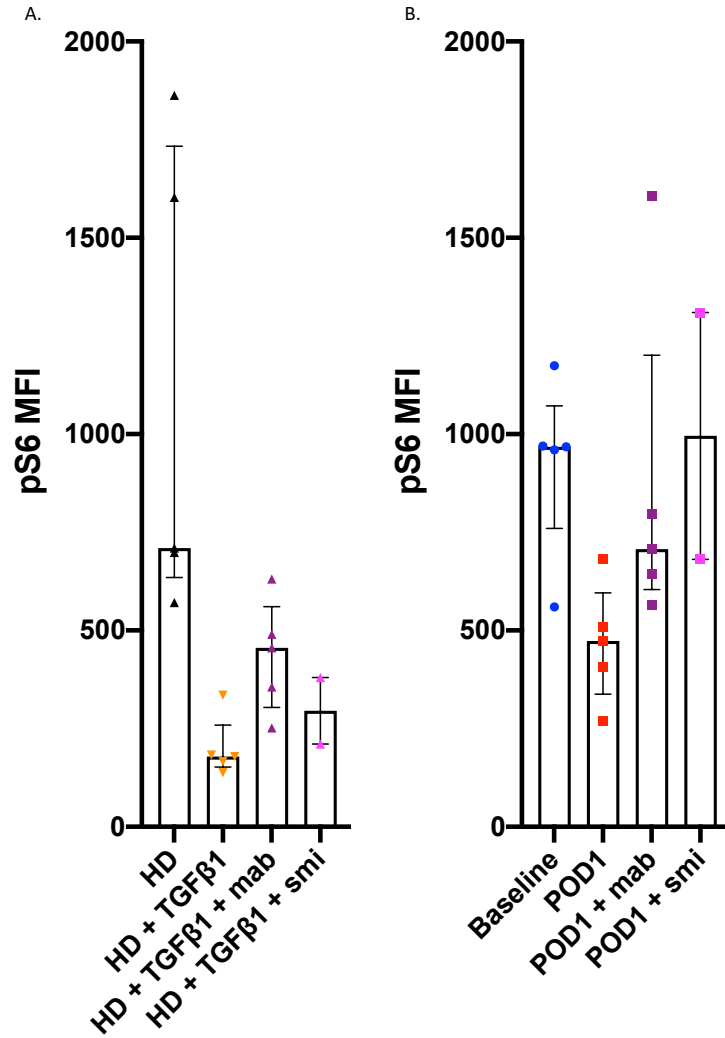 A.
2000
1500
1000
500
0
pS6 MFI
HD
HD + TGFβ1
HD + TGFβ1 + mab
HD + TGFβ1 + smi
B.
2000
1500
1000
500
0
pS6 MFI
Baseline
POD1
POD1 + mab
POD1 + smi